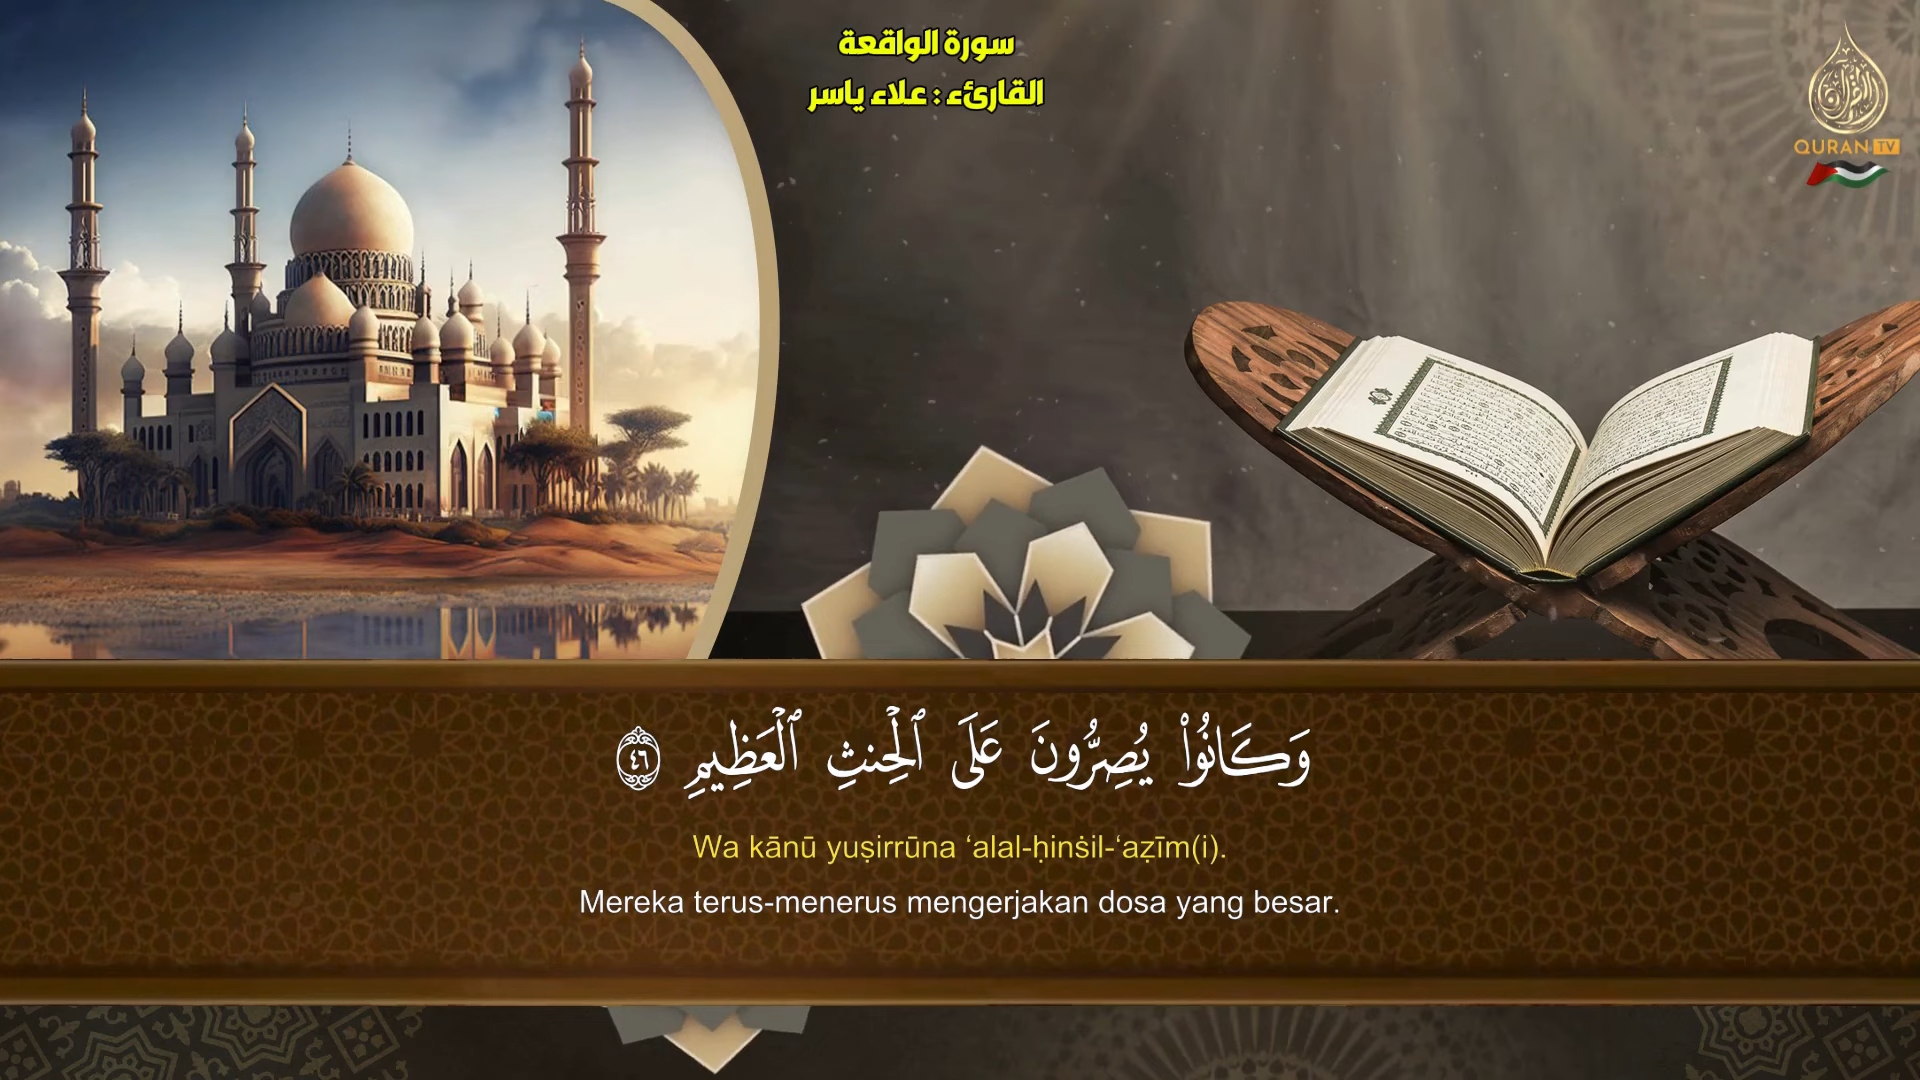 سورة الواقعة
القارئ : علاء ياسر
QURAN TV
وَكَانُوا۟ يُصِرُّونَ عَلَى ٱلْحِنثِ ٱلْعَظِيمِ ٤٦
Wa kānū yuṣirrūna ‘alal-ḥinṡil-‘aẓīm(i).
Mereka terus-menerus mengerjakan dosa yang besar.